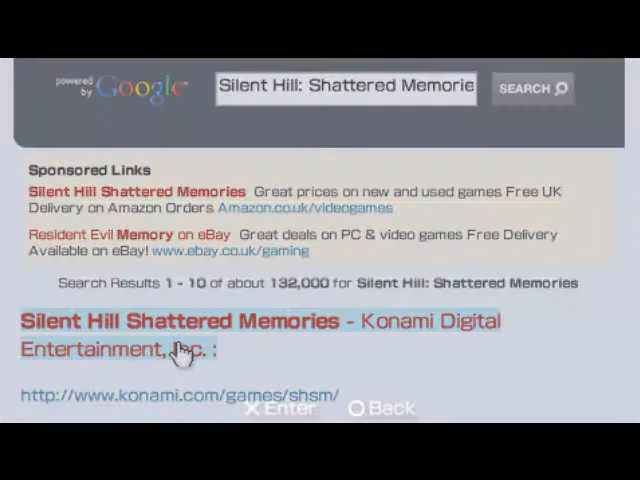 powered by Google
Silent Hill: Shattered Memorie
SEARCH
Sponsored Links
Silent Hill Shattered Memories Great prices on new and used games Free UK
Delivery on Amazon Orders Amazon.co.uk/videogames
Resident Evil Memory on eBay Great deals on PC & video games Free Delivery
Available on eBay! www.ebay.co.uk/gaming
Search Results 1 - 10 of about 132,000 for Silent Hill: Shattered Memories
Silent Hill Shattered Memories - Konami Digital
Entertainment, Inc. :
http://www.konami.com/games/shsm/
Enter Back